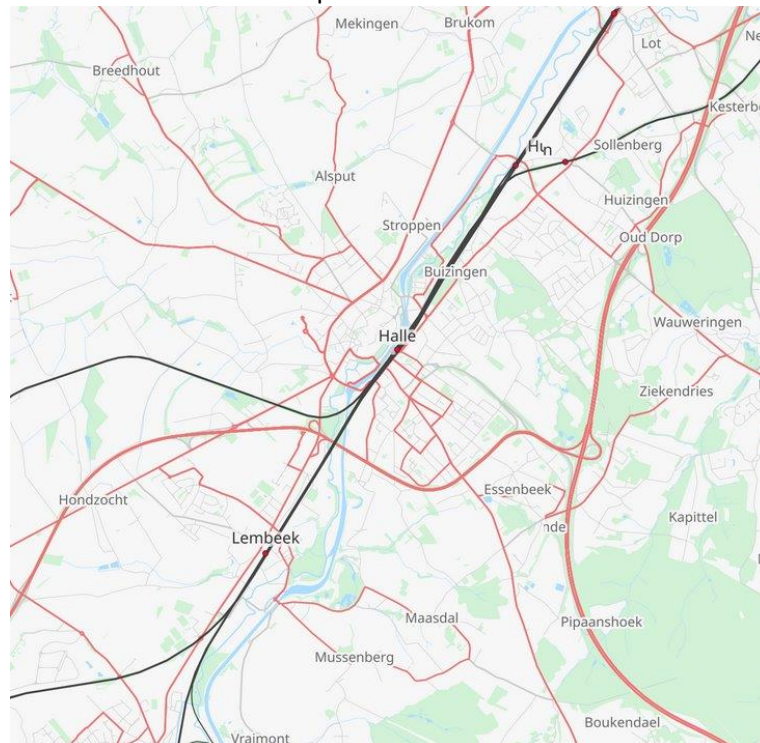 Mekingen
Brukom
Lot
Breedhout
Sollenberg
Alsput
Huizingen
Stroppen
Oud Dorp
Buizingen
Halle
Wauweringen
Ziekendries
Hondzocht
Essenbeek
Kapittel
nde
Lembeek
Maasdal
Pipaanshoek
Mussenberg
Boukendael
Vraimont